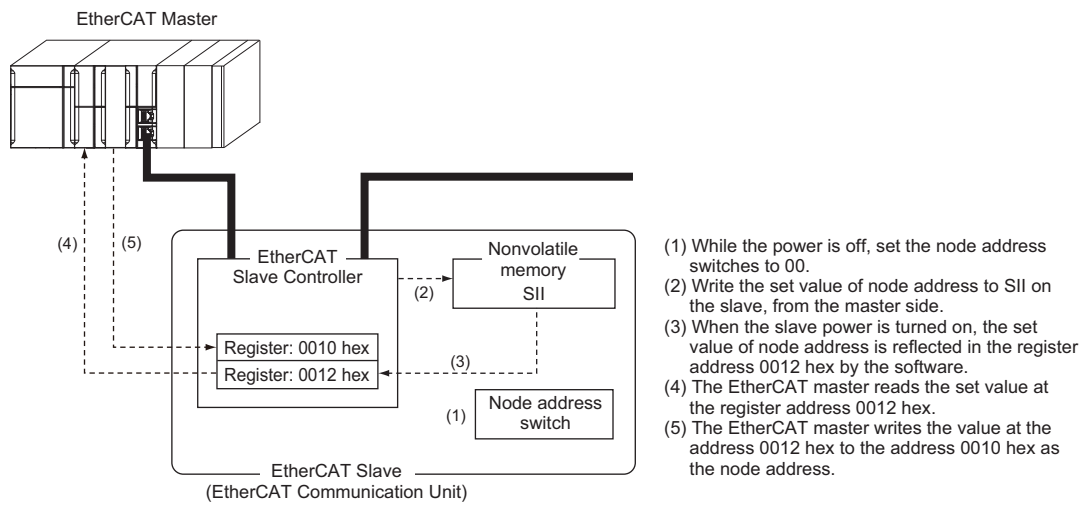 EtherCAT Master
(4)
(5)
EtherCAT
Slave Controller
(2)
Nonvolatile
memory
SII
Register: 0010 hex
Register: 0012 hex
(3)
(1)
Node address
switch
EtherCAT Slave
(EtherCAT Communication Unit)
(1) While the power is off, set the node address
switches to 00.
(2) Write the set value of node address to SII on
the slave, from the master side.
(3) When the slave power is turned on, the set
value of node address is reflected in the register
address 0012 hex by the software.
(4) The EtherCAT master reads the set value at
the register address 0012 hex.
(5) The EtherCAT master writes the value at the
address 0012 hex to the address 0010 hex as
the node address.